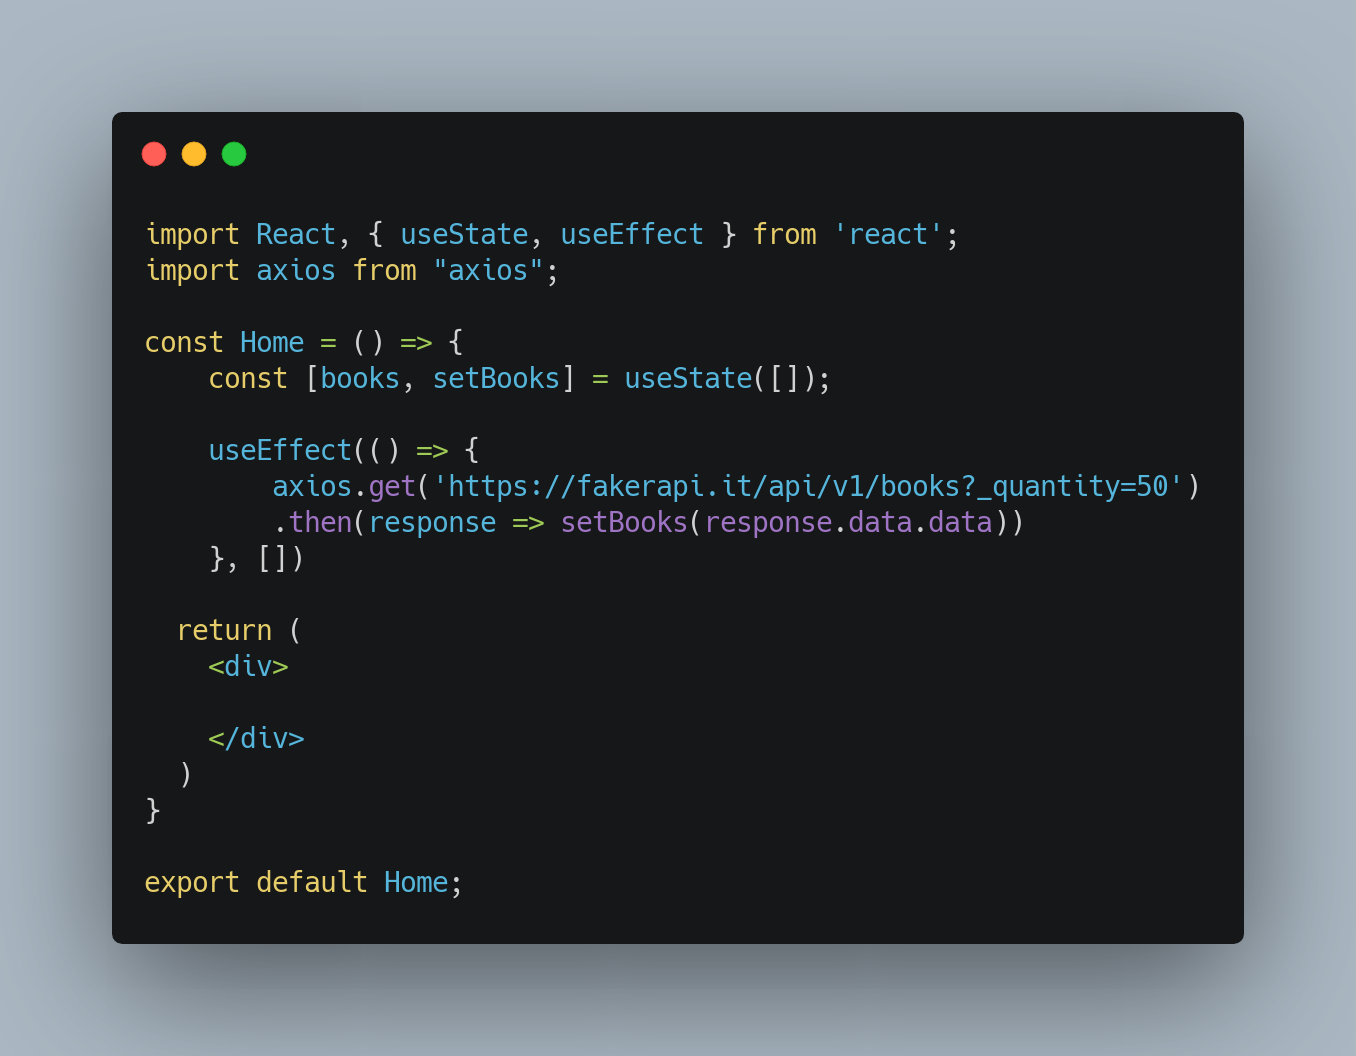 import React, { useState, useEffect } from 'react';
import axios from "axios";

const Home = () => {
    const [books, setBooks] = useState([]);

    useEffect(() => {
        axios.get('https://fakerapi.it/api/v1/books?_quantity=50')
        .then(response => setBooks(response.data.data))
    }, [])

  return (
    <div>

    </div>
  )
}

export default Home;